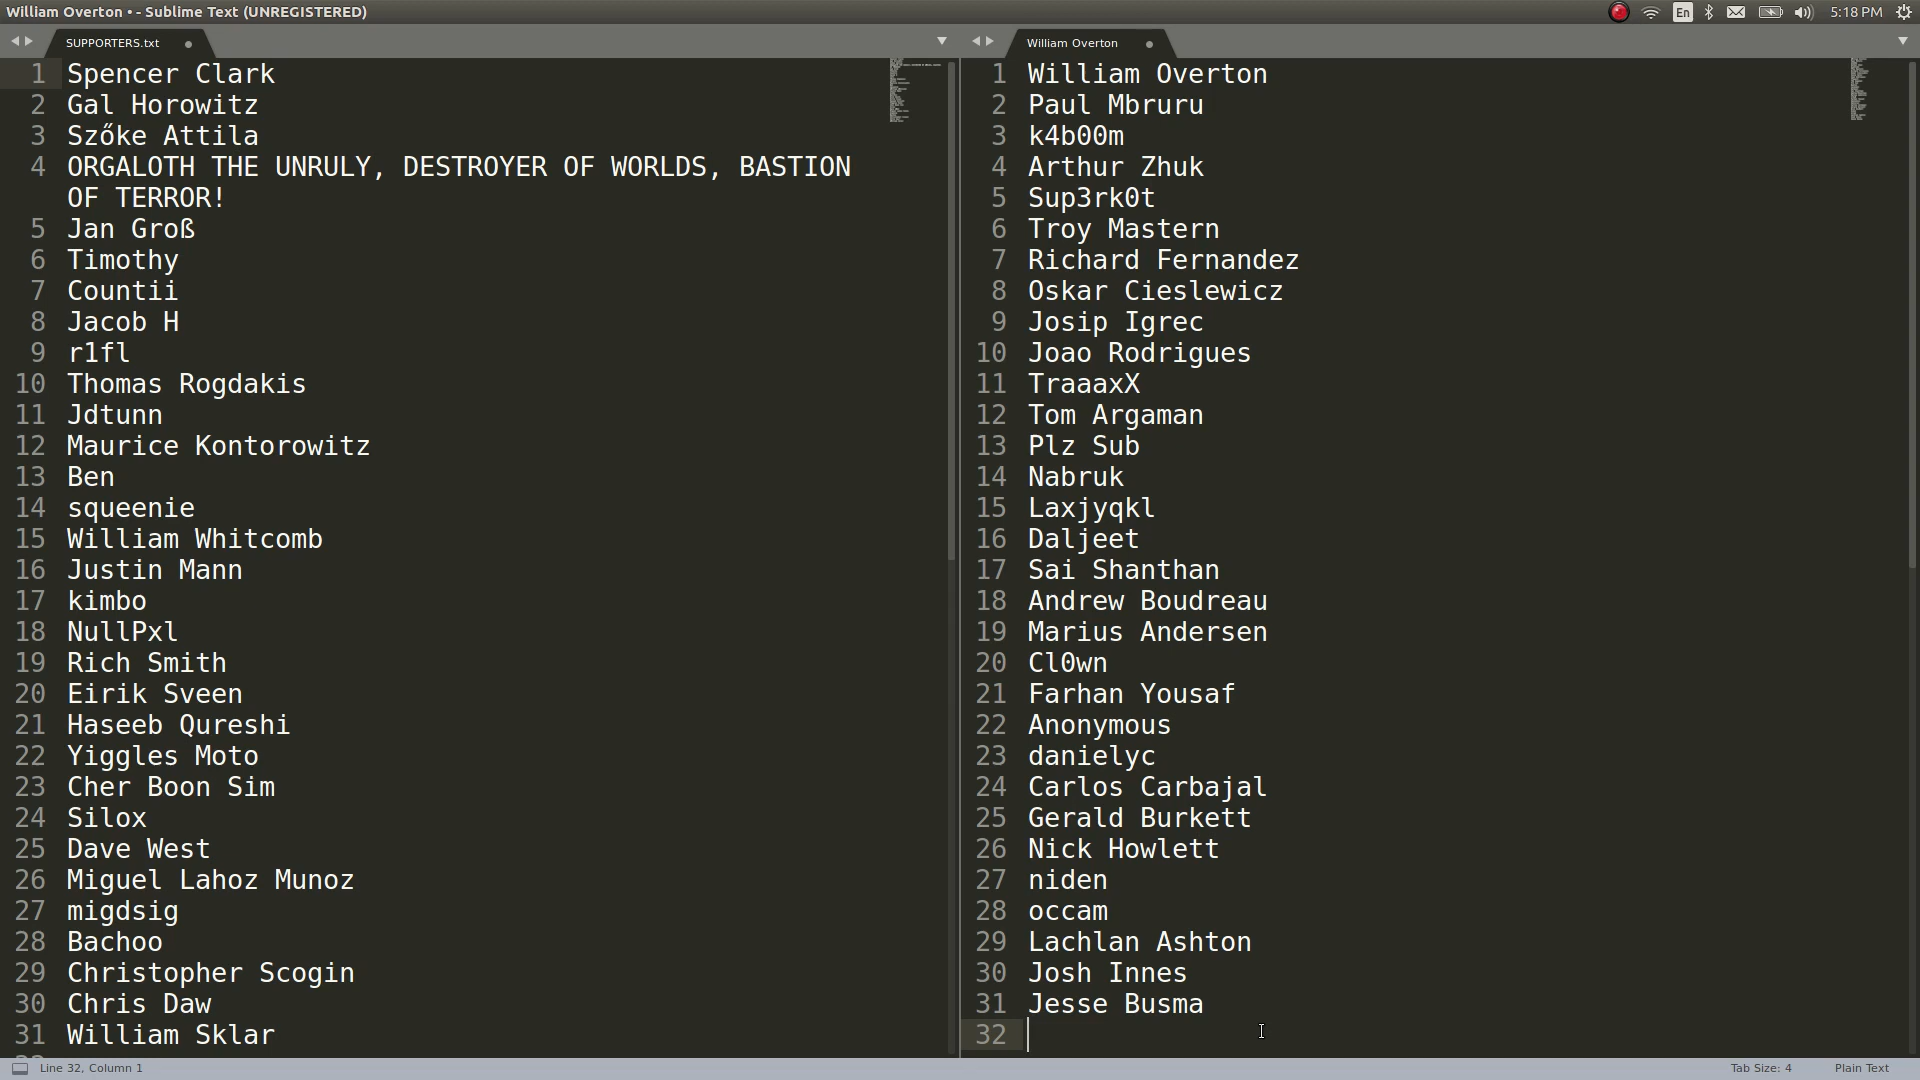 William Overton • - Sublime Text (UNREGISTERED)
En
5:18 PM
SUPPORTERS.txt
1 Spencer Clark
2 Gal Horowitz
3 Szőke Attila
4 ORGALOTH THE UNRULY, DESTROYER OF WORLDS, BASTION
OF TERROR!
5 Jan Groß
6 Timothy
7 Countii
8 Jacob H
9 r1fl
10 Thomas Rogdakis
11 Jdtunn
12 Maurice Kontorowitz
13 Ben
14 squeenie
15 William Whitcomb
16 Justin Mann
17 kimbo
18 NullPxl
19 Rich Smith
20 Eirik Sveen
21 Haseeb Qureshi
22 Yiggles Moto
23 Cher Boon Sim
24 Silox
25 Dave West
26 Miguel Lahoz Munoz
27 migdsig
28 Bachoo
29 Christopher Scogin
30 Chris Daw
31 William Sklar
William Overton
1 William Overton
2 Paul Mbruru
3 k4b00m
4 Arthur Zhuk
5 Sup3rk0t
6 Troy Mastern
7 Richard Fernandez
8 Oskar Cieslewicz
9 Josip Igrec
10 Joao Rodrigues
11 TraaaxX
12 Tom Argaman
13 Plz Sub
14 Nabruk
15 Laxjyqkl
16 Daljeet
17 Sai Shanthan
18 Andrew Boudreau
19 Marius Andersen
20 Cl0wn
21 Farhan Yousaf
22 Anonymous
23 danielyc
24 Carlos Carbajal
25 Gerald Burkett
26 Nick Howlett
27 niden
28 occam
29 Lachlan Ashton
30 Josh Innes
31 Jesse Busma
32
Line 32, Column 1
Tab Size: 4
Plain Text